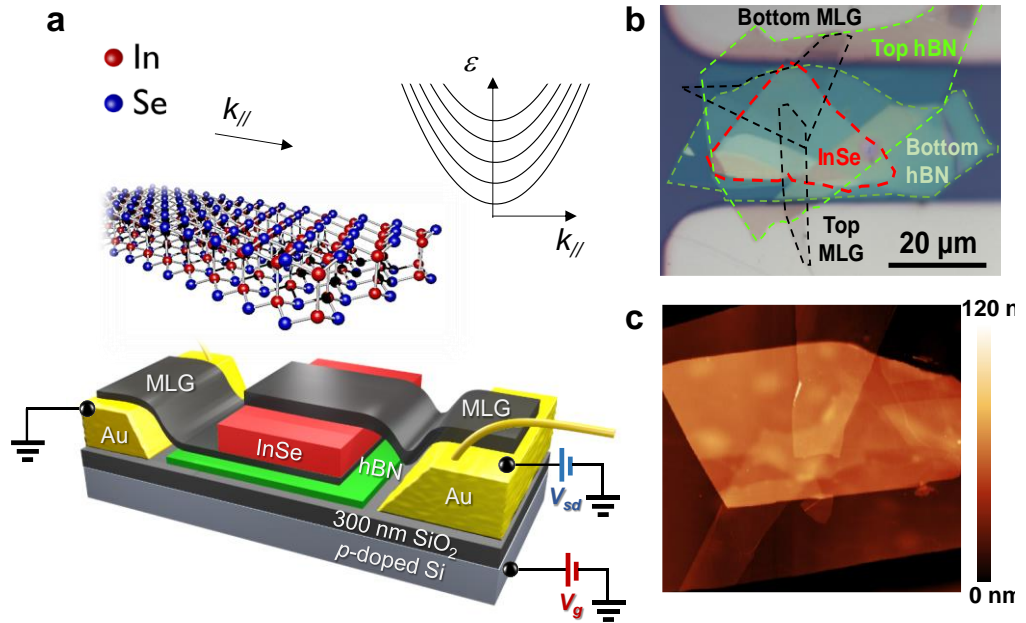 a
In
Se
k//
ε
k//
MLG
MLG
Au
InSe
hBN
Au
Vsd
300 nm SiO2
p-doped Si
Vg
b
Bottom MLG
Top hBN
InSe
Bottom
hBN
Top
MLG
20 μm
c
120 n
0 nm